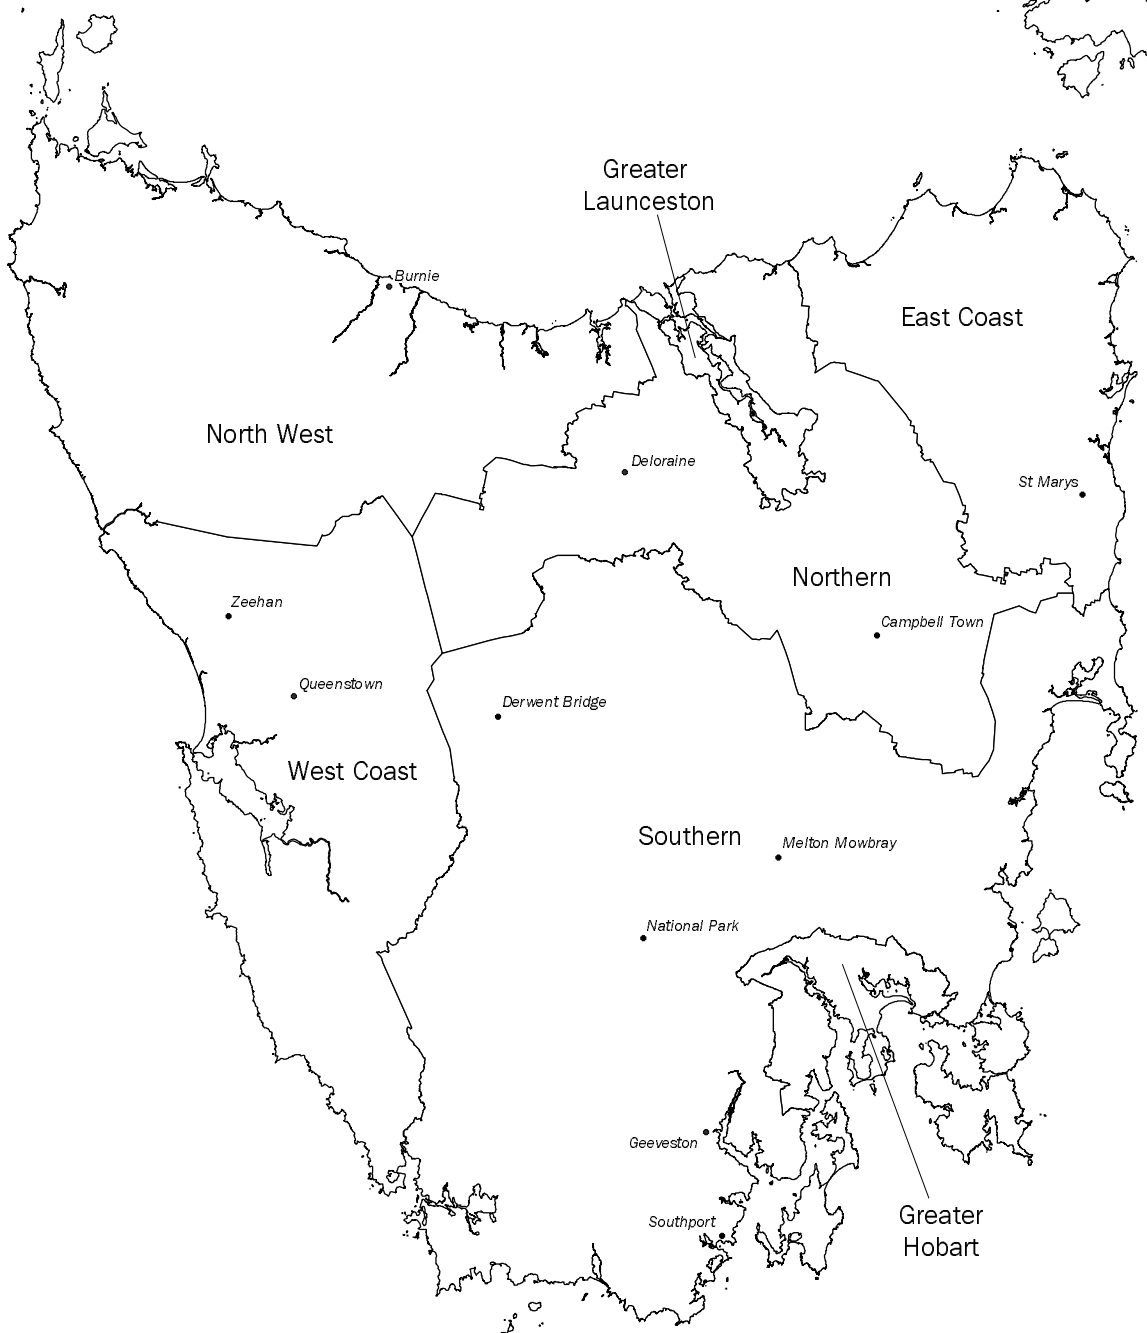 Greater
Launceston
Burnie
East Coast
North West
Deloraine
St Marys
Northern
Zeehan
Campbell Town
Queenstown
Derwent Bridge
West Coast
Southern
Melton Mowbray
National Park
Geeveston
Southport
Greater
Hobart